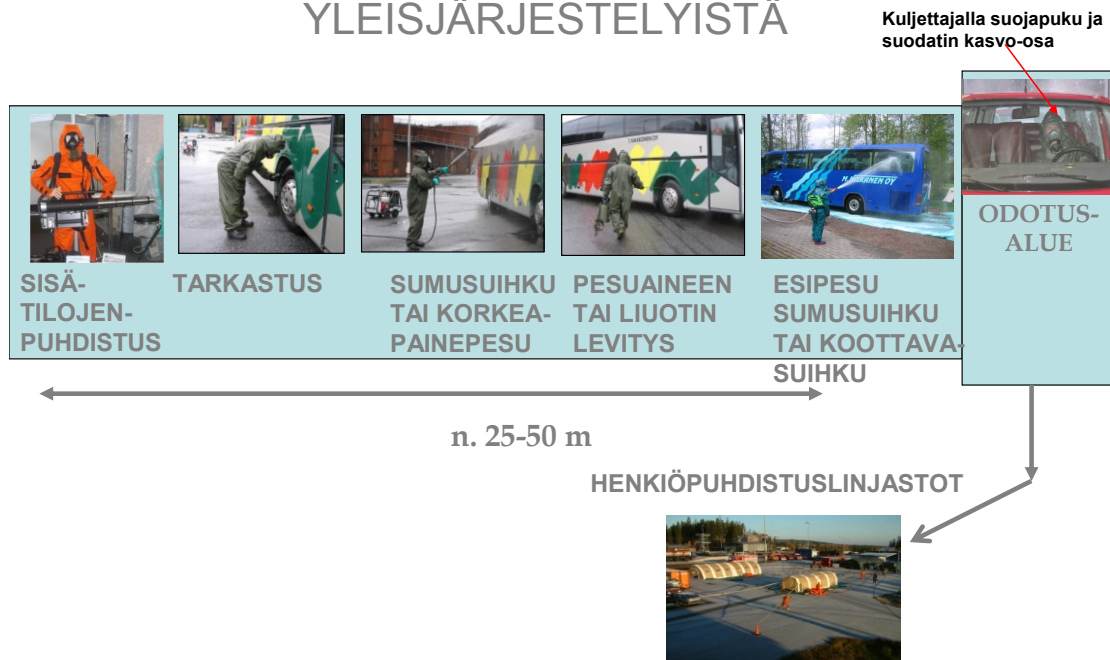 YLEISJÄRJESTELYISTÄ
Kuljettajalla suojapuku ja
suodatin kasvo-osa
SISÄ-
TILOJEN-
PUHDISTUS
TARKASTUS
SUMUSUIHKU
TAI KORKEA-
PAINEPESU
PESUAINEEN
TAI LIUOTIN
LEVITYS
ESIPESU
SUMUSUIHKU
TAI KOOTTAVA-
SUIHKU
ODOTUS-
ALUE
n. 25-50 m
HENKIÖPUHDISTUSLINJASTOT